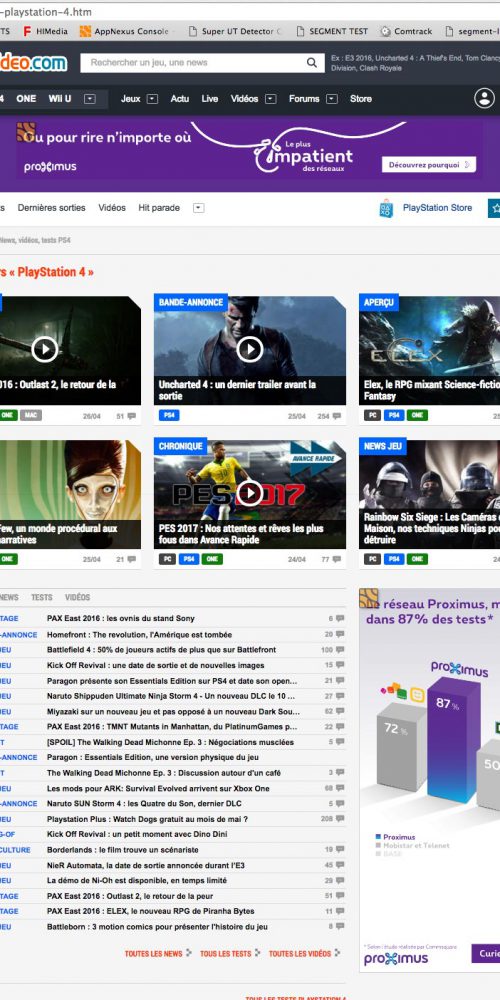 -playstation-4.htm
TS
HIMedia
AppNexus Console
Super UT Detector C
SEGMENT TEST
Comtrack
segment-l
deo.com
Rechercher un jeu, une news
Ex : E3 2016, Uncharted 4 : A Thief's End, Tom Clancy
Division, Clash Royale
4 ONE Wii U
Jeux
Actu
Live
Vidéos
Forums
Store
Ou pour rire n'importe où
proximus
Le plus
impatient
des réseaux
Découvrez pourquoi
ts
Dernières sorties
Vidéos
Hit parade
PlayStation Store
News, vidéos, tests PS4
rs « PlayStation 4 »
016 : Outlast 2, le retour de la
ONE MAC 26/04 51
BANDE-ANNONCE
Uncharted 4 : un dernier trailer avant la
sortie
PS4 25/04 254
APERÇU
ELEX
Elex, le RPG mixant Science-fictio
Fantasy
PC PS4 ONE
Few, un monde procédural aux
narratives
ONE 25/04 21
CHRONIQUE
AVANCE RAPIDE
PES 2017
PES 2017 : Nos attentes et rêves les plus
fous dans Avance Rapide
PC PS4 ONE 24/04 77
NEWS JEU
Rainbow Six Siege : Les Caméras
Maison, nos techniques Ninjas po
détruire
PC PS4 ONE
NEWS TESTS VIDÉOS
TAGE PAX East 2016 : les ovnis du stand Sony 6
-ANNONCE Homefront : The revolution, l'Amérique est tombée 20
JEU Battlefield 4 : 50% de joueurs actifs de plus que sur Battlefront 100
JEU Kick Off Revival : une date de sortie et de nouvelles images 15
JEU Paragon présente son Essentials Edition sur PS4 et date son open... 21
JEU Naruto Shippuden Ultimate Ninja Storm 4 - Un nouveau DLC le 10 ... 27
JEU Miyazaki sur un nouveau jeu et pas opposé à un nouveau Dark Sou... 62
TAGE PAX East 2016 : TMNT Mutants in Manhattan, du PlatinumGames p... 22
T [SPOIL] The Walking Dead Michonne Ep. 3 : Négociations musclées 5
-ANNONCE Paragon : Essentials Edition, une version physique du jeu
T The Walking Dead Michonne Ep. 3 : Discussion autour d'un café 3
JEU Les mods pour ARK: Survival Evolved arrivent sur Xbox One 68
-ANNONCE Naruto SUN Storm 4 : les Quatre du Son, dernier DLC 5
JEU Playstation Plus : Watch Dogs gratuit au mois de mai ? 208
G-OF Kick Off Revival : un petit moment avec Dino Dini
CULTURE Borderlands : le film trouve un scénariste 19
JEU NieR Automata, la date de sortie annoncée durant l'E3 45
JEU La démo de Ni-Oh est disponible, en temps limité 29
TAGE PAX East 2016 : Outlast 2, le retour de la peur 51
TAGE PAX East 2016 : ELEX, le nouveau RPG de Piranha Bytes 11
JEU Battleborn : 3 motion comics pour présenter l'histoire du jeu 8
TOUTES LES NEWS TOUS LES TESTS TOUTES LES VIDÉOS
TOUS LES TESTS PLAYSTATION 4
Le réseau Proximus, m
dans 87% des tests*
proximus
87 %
72 %
50
Proximus
Mobistar et Telenet
BASE
* Selon : étude réalisée par Commsquare
proximus
Curie